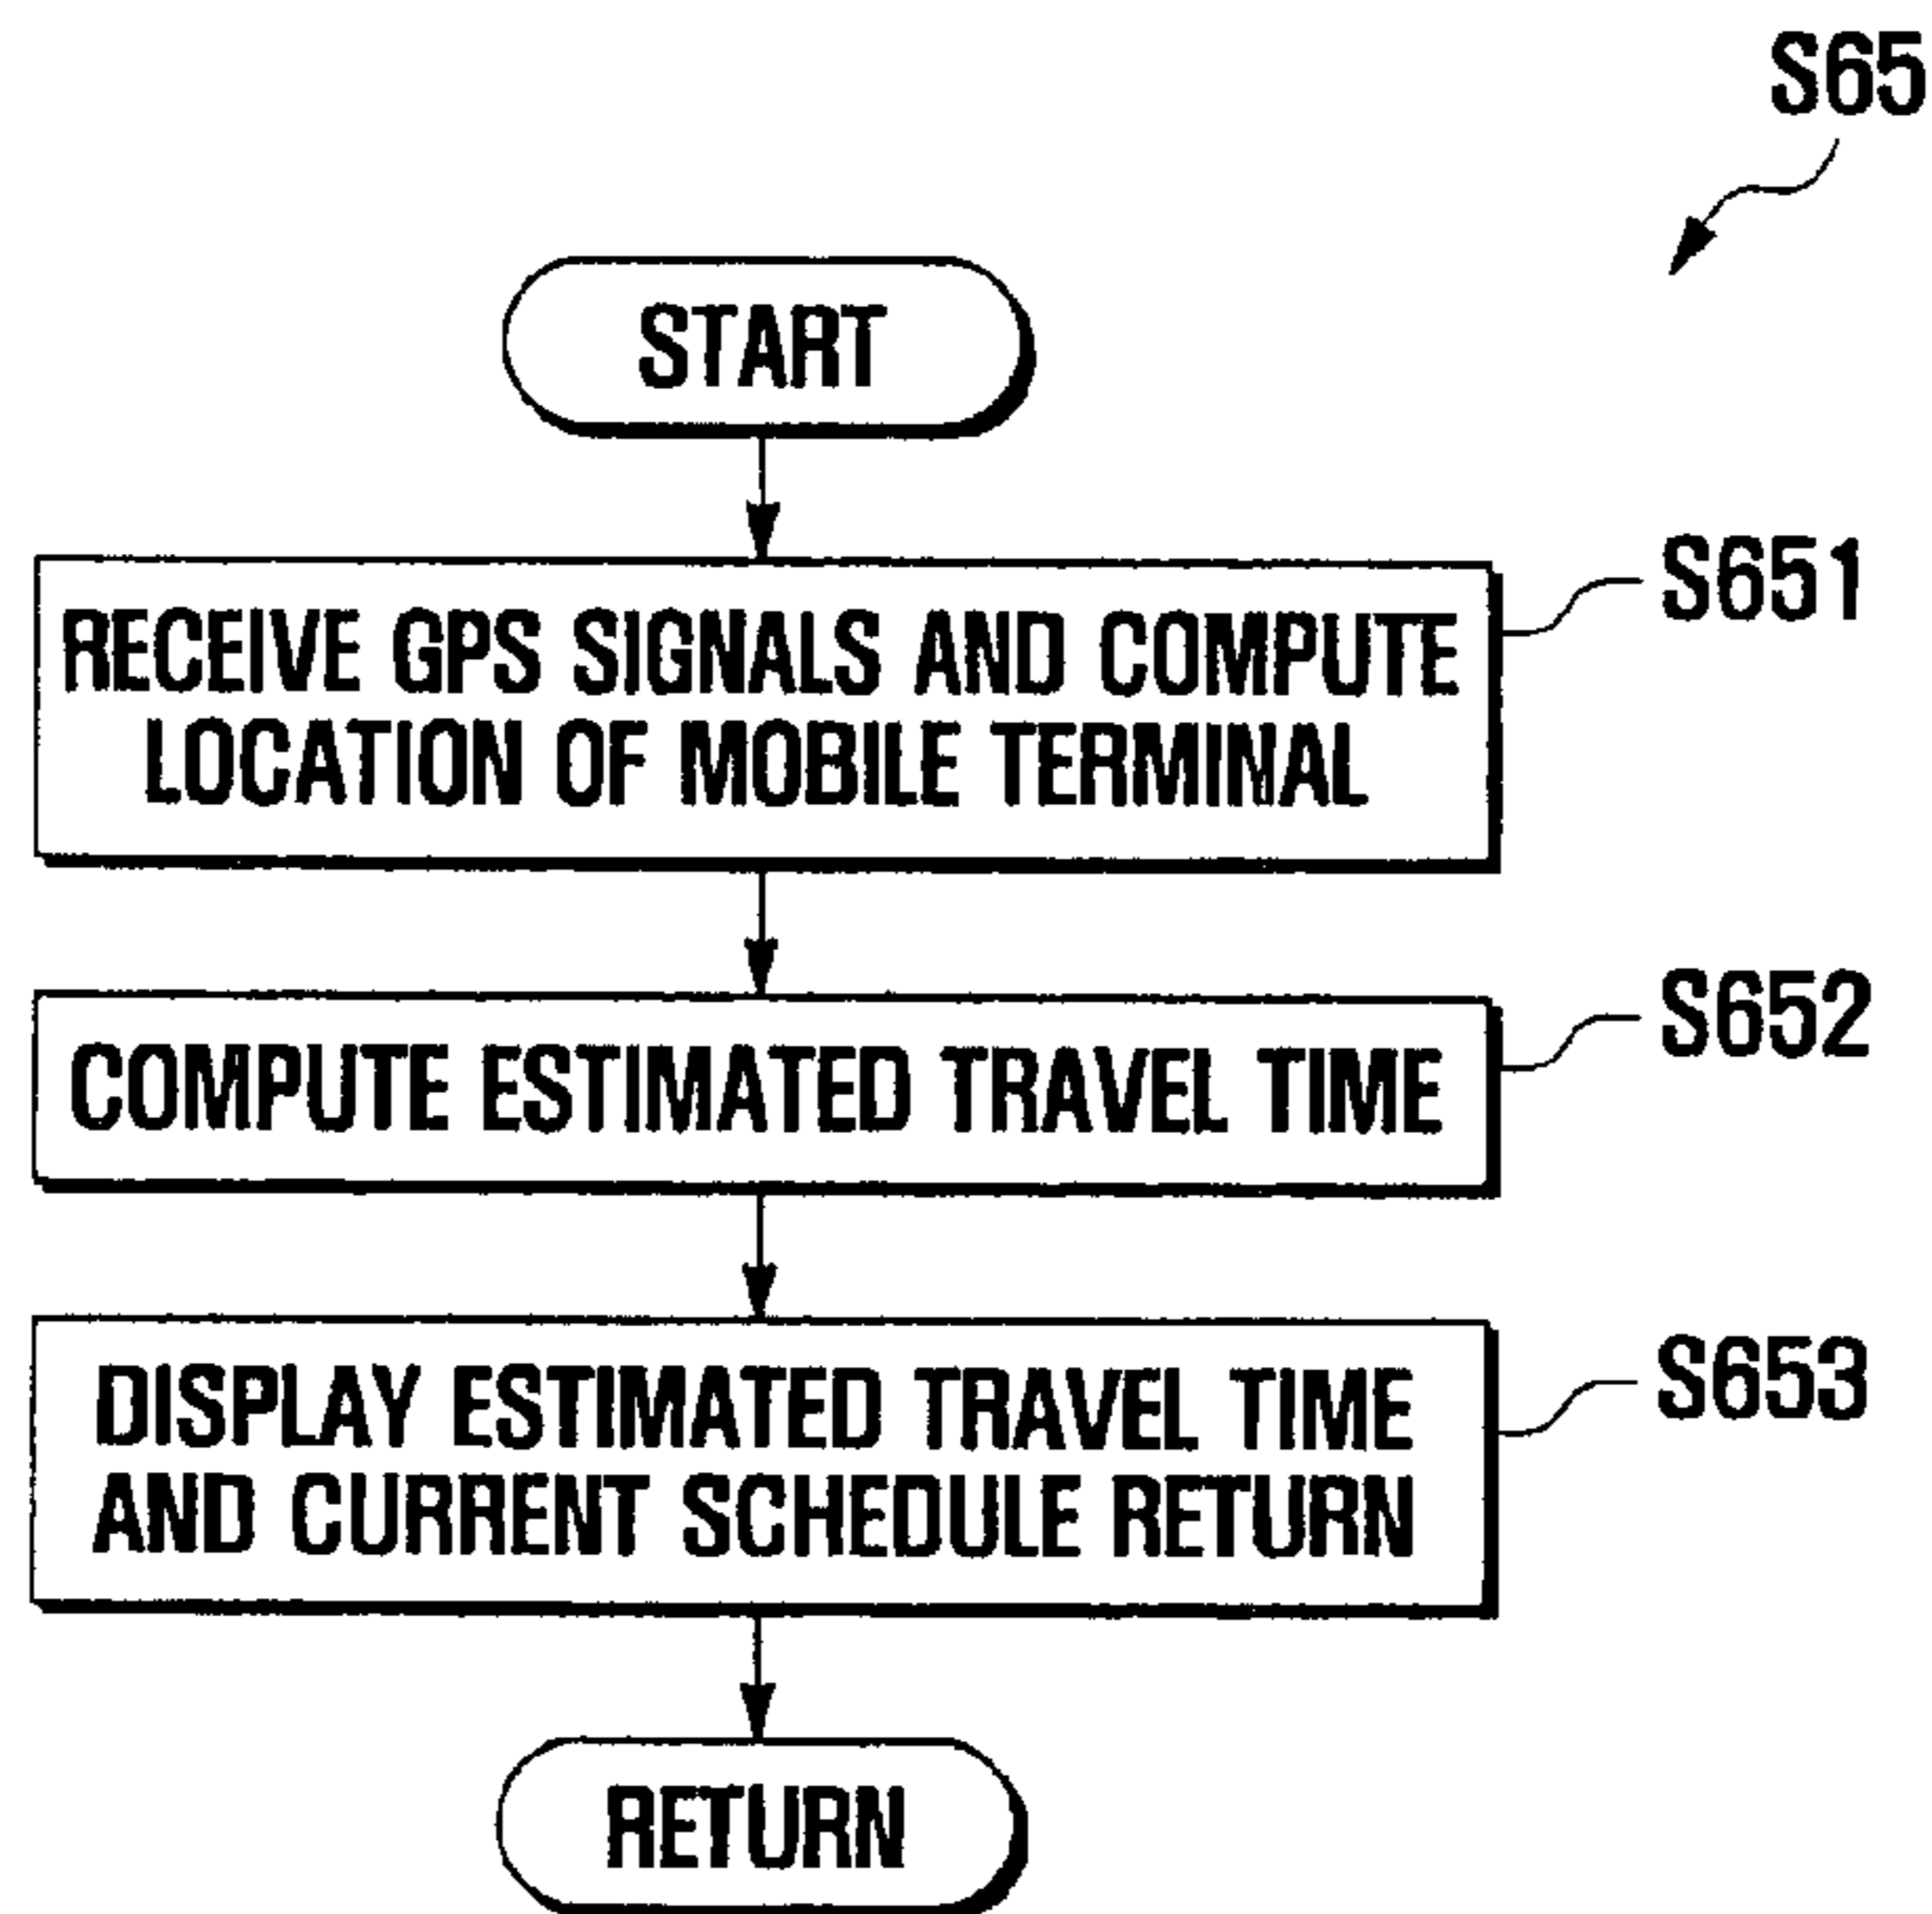 S65
START
RECEIVE GPS SIGNALS AND COMPUTE
LOCATION OF MOBILE TERMINAL
S651
COMPUTE ESTIMATED TRAVEL TIME
S652
DISPLAY ESTIMATED TRAVEL TIME
AND CURRENT SCHEDULE RETURN
S653
RETURN